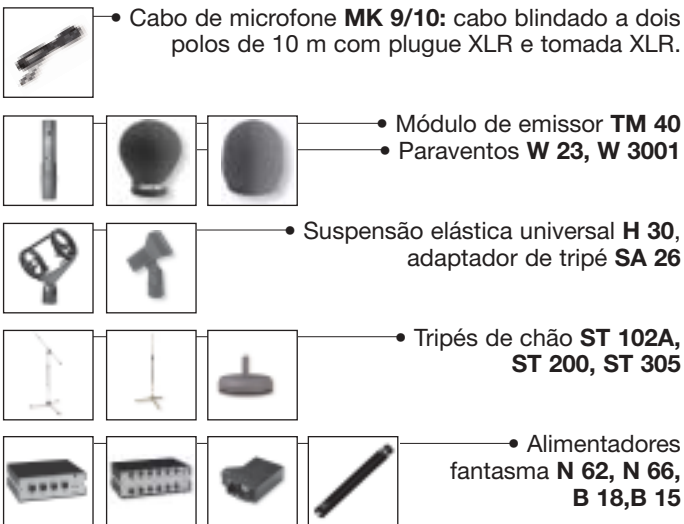 • Cabo de microfone MK 9/10: cabo blindado a dois
polos de 10 m com plugue XLR e tomada XLR.
• Módulo de emissor TM 40
• Paraventos W 23, W 3001
• Suspensão elástica universal H 30,
adaptador de tripé SA 26
• Tripés de chão ST 102A,
ST 200, ST 305
• Alimentadores
fantasma N 62, N 66,
B 18,B 15